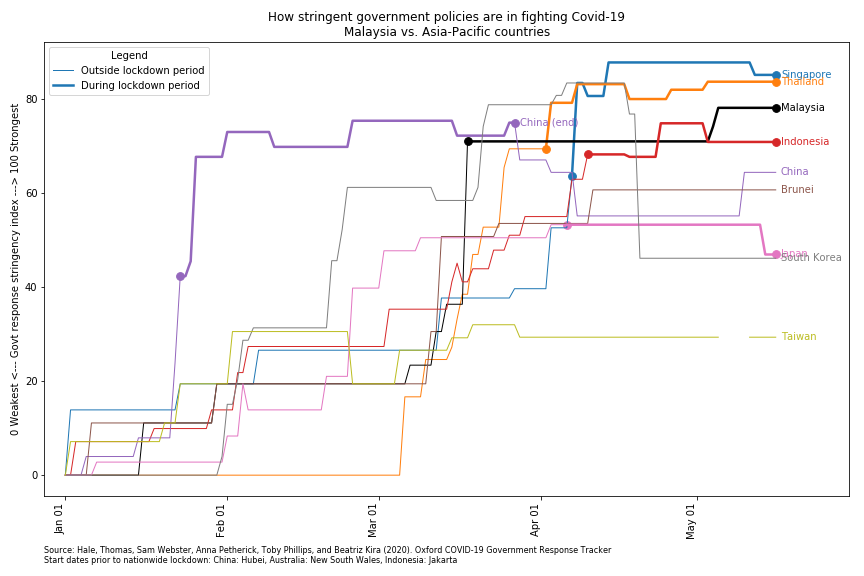 How stringent government policies are in fighting Covid-19
Malaysia vs. Asia-Pacific countries
Legend
Outside lockdown period
During lockdown period
0 Weakest <--- Govt response stringency index ---> 100 Strongest
80
60
40
20
0
Singapore
Thailand
Malaysia
China (end)
Indonesia
China
Brunei
Japan
South Korea
Taiwan
Jan 01
Feb 01
Mar 01
Apr 01
May 01
Source: Hale, Thomas, Sam Webster, Anna Petherick, Toby Phillips, and Beatriz Kira (2020). Oxford COVID-19 Government Response Tracker
Start dates prior to nationwide lockdown: China: Hubei, Australia: New South Wales, Indonesia: Jakarta